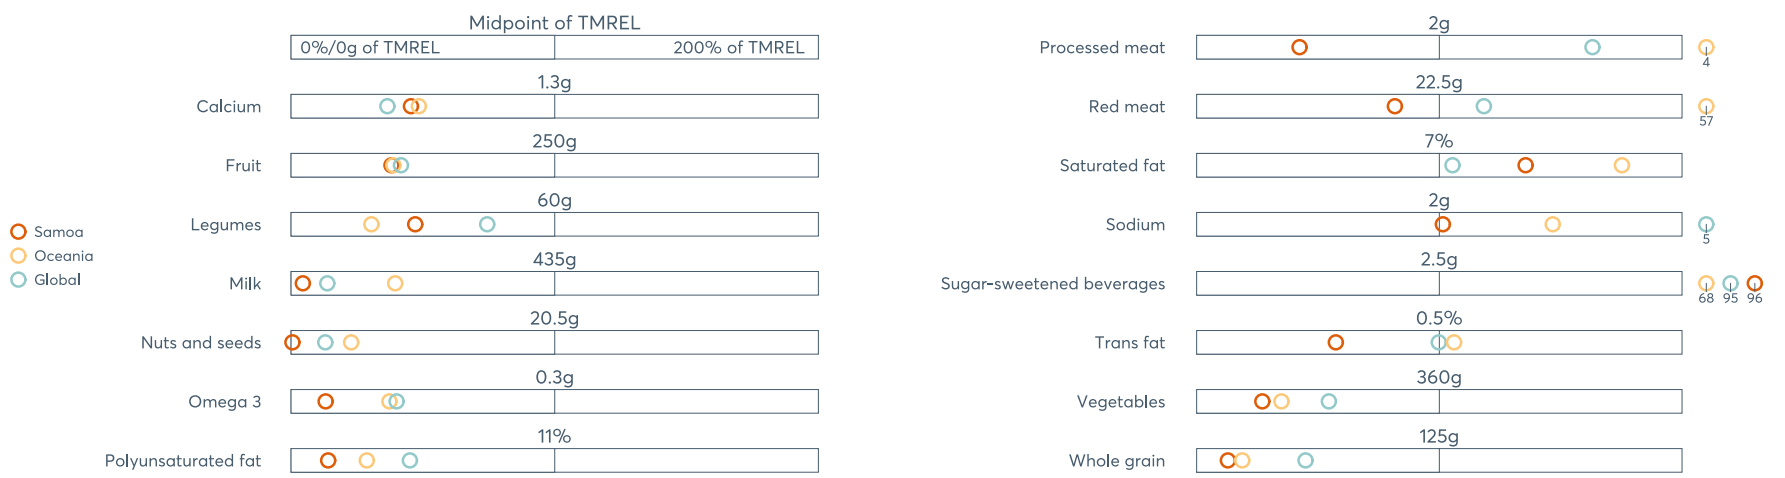 Midpoint of TMREL
0%/0g of TMREL 200% of TMREL
1.3g
Calcium
250g
Fruit
60g
Legumes
435g
Milk
20.5g
Nuts and seeds
0.3g
Omega 3
11%
Polyunsaturated fat
Samoa
Oceania
Global
2g
Processed meat
4
22.5g
Red meat
57
7%
Saturated fat
2g
Sodium
5
2.5g
Sugar-sweetened beverages
68 95 96
0.5%
Trans fat
360g
Vegetables
125g
Whole grain